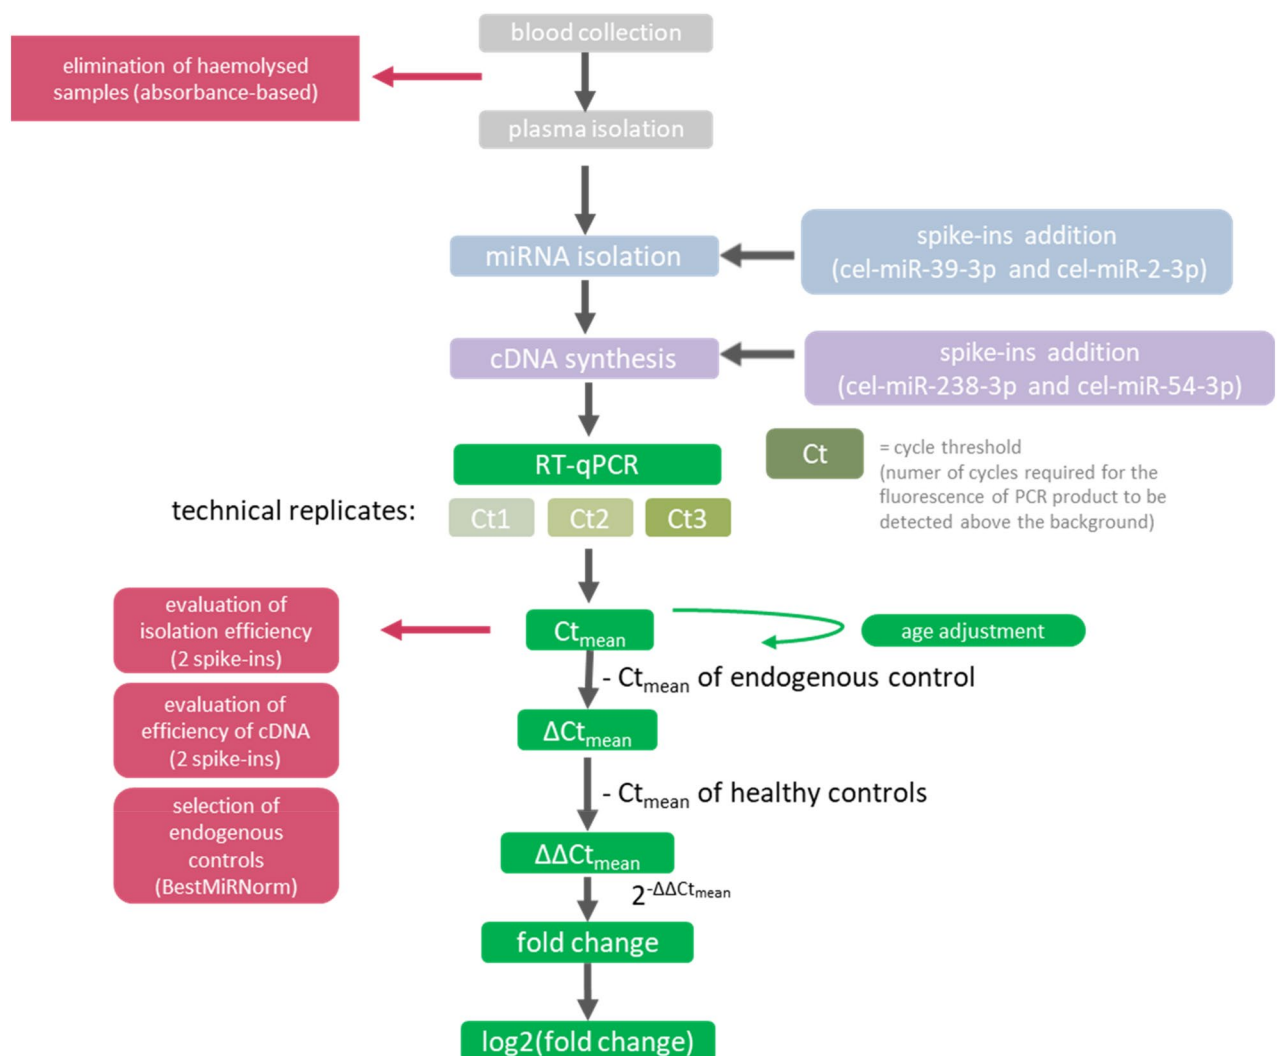 blood collection
elimination of haemolysed
samples (absorbance-based)
plasma isolation
miRNA isolation
spike-ins addition
(cel-miR-39-3p and cel-miR-2-3p)
cDNA synthesis
spike-ins addition
(cel-miR-238-3p and cel-miR-54-3p)
RT-qPCR
Ct
= cycle threshold
(numer of cycles required for the
fluorescence of PCR product to be
detected above the background)
technical replicates:
Ct1
Ct2
Ct3
evaluation of
isolation efficiency
(2 spike-ins)
Ctmean
age adjustment
- Ctmean of endogenous control
evaluation of
efficiency of cDNA
(2 spike-ins)
ΔCtmean
- Ctmean of healthy controls
selection of
endogenous
controls
(BestMiRNorm)
ΔΔCtmean
2-ΔΔCtmean
fold change
log2(fold change)